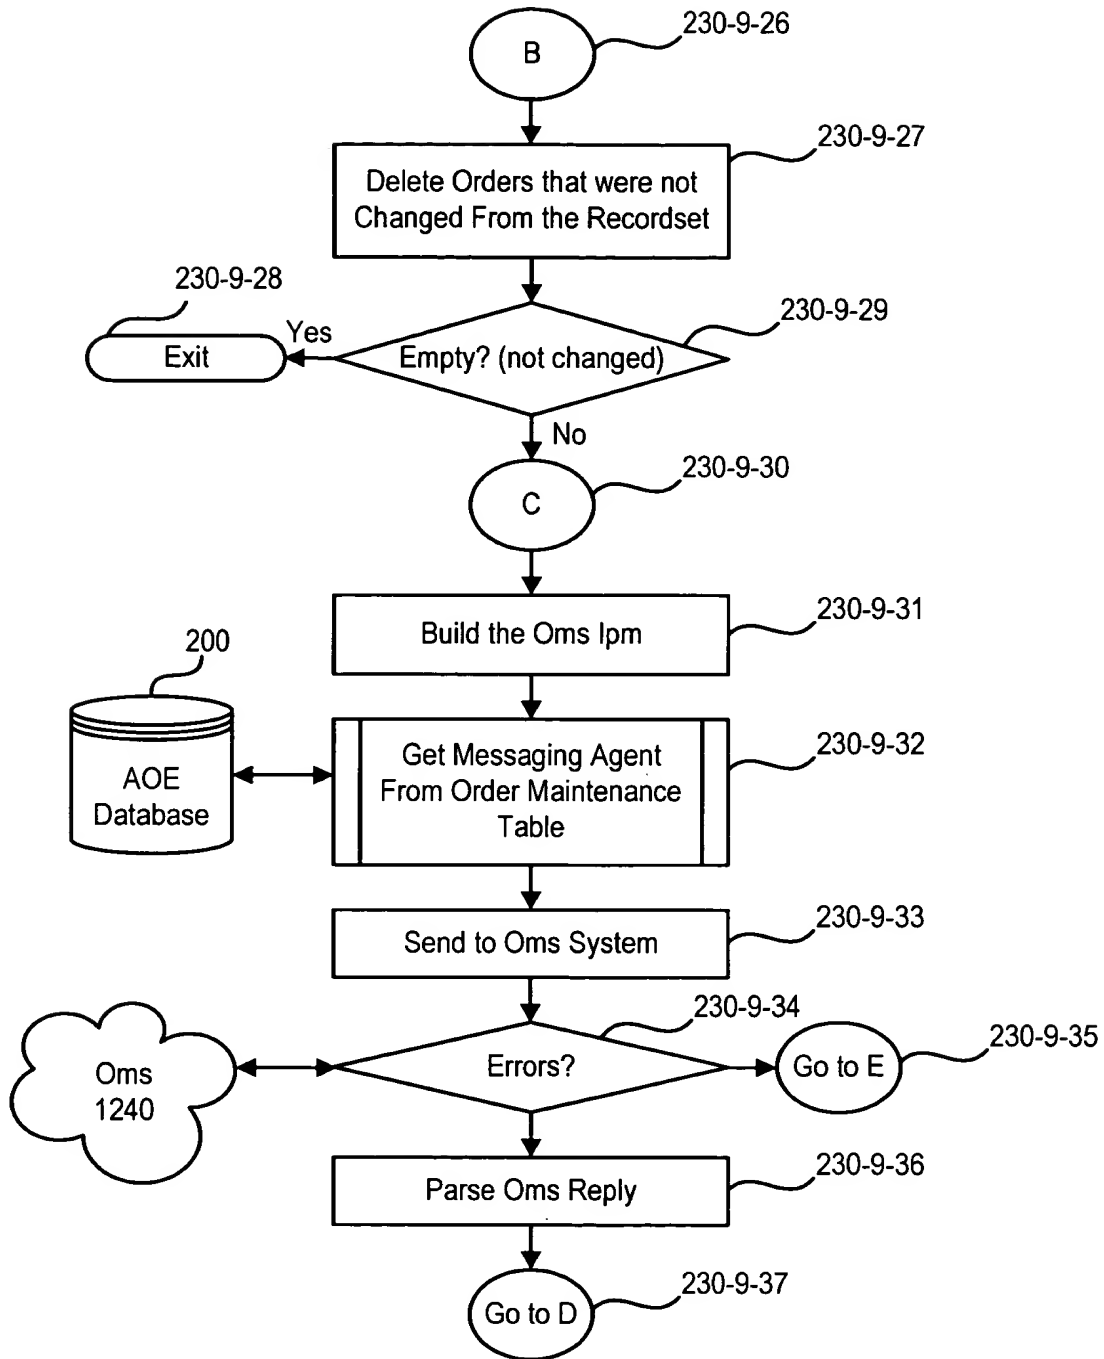 B
230-9-26
230-9-27
Delete Orders that were not
Changed From the Recordset
230-9-28
Exit
Yes
230-9-29
Empty? (not changed)
No
C
230-9-30
230-9-31
Build the Oms Ipm
200
AOE
Database
230-9-32
Get Messaging Agent
From Order Maintenance
Table
230-9-33
Send to Oms System
230-9-34
Oms
1240
Errors?
Go to E
230-9-35
230-9-36
Parse Oms Reply
230-9-37
Go to D